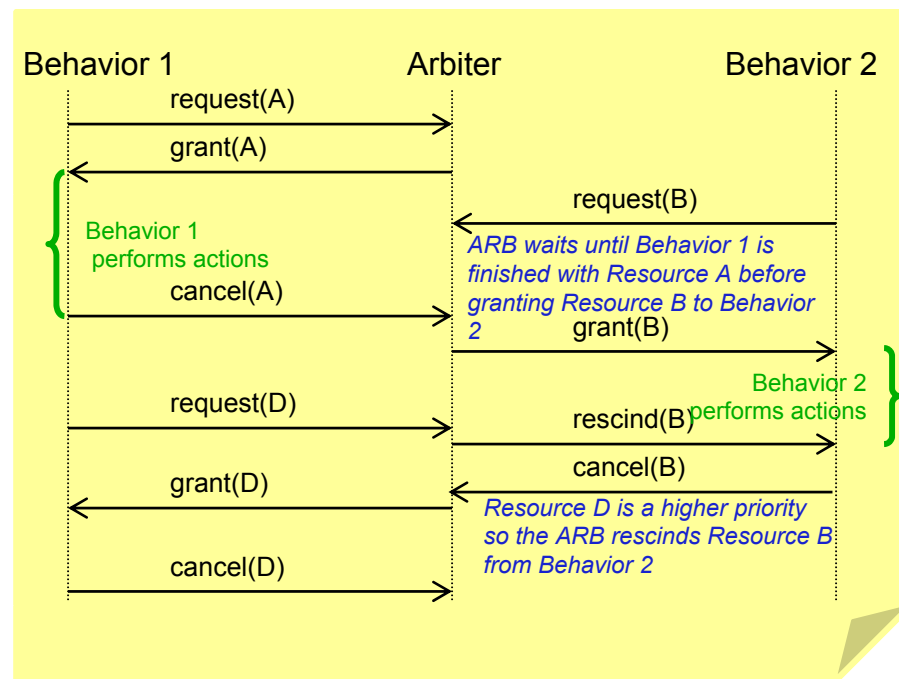 Behavior 1
Arbiter
Behavior 2
request(A)
grant(A)
request(B)
Behavior 1
performs actions
ARB waits until Behavior 1 is
finished with Resource A before
granting Resource B to Behavior
2
cancel(A)
grant(B)
Behavior 2
performs actions
request(D)
rescind(B)
cancel(B)
grant(D)
Resource D is a higher priority
so the ARB rescinds Resource B
from Behavior 2
cancel(D)